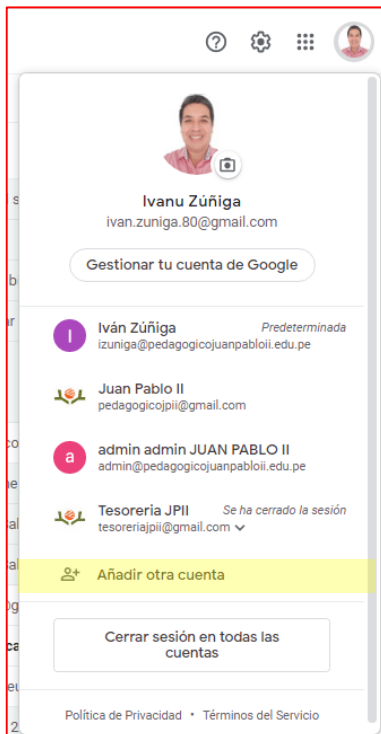 Ivanu Zúñiga
ivan.zuniga.80@gmail.com
Gestionar tu cuenta de Google
I
Iván Zúñiga
Predeterminada
izuniga@pedagogicojuanpabloii.edu.pe
Juan Pablo II
pedagogicojpii@gmail.com
a
admin admin JUAN PABLO II
admin@pedagogicojuanpabloii.edu.pe
Tesoreria JPII
Se ha cerrado la sesión
tesoreriajpii@gmail.com
Añadir otra cuenta
Cerrar sesión en todas las
cuentas
Política de Privacidad • Términos del Servicio